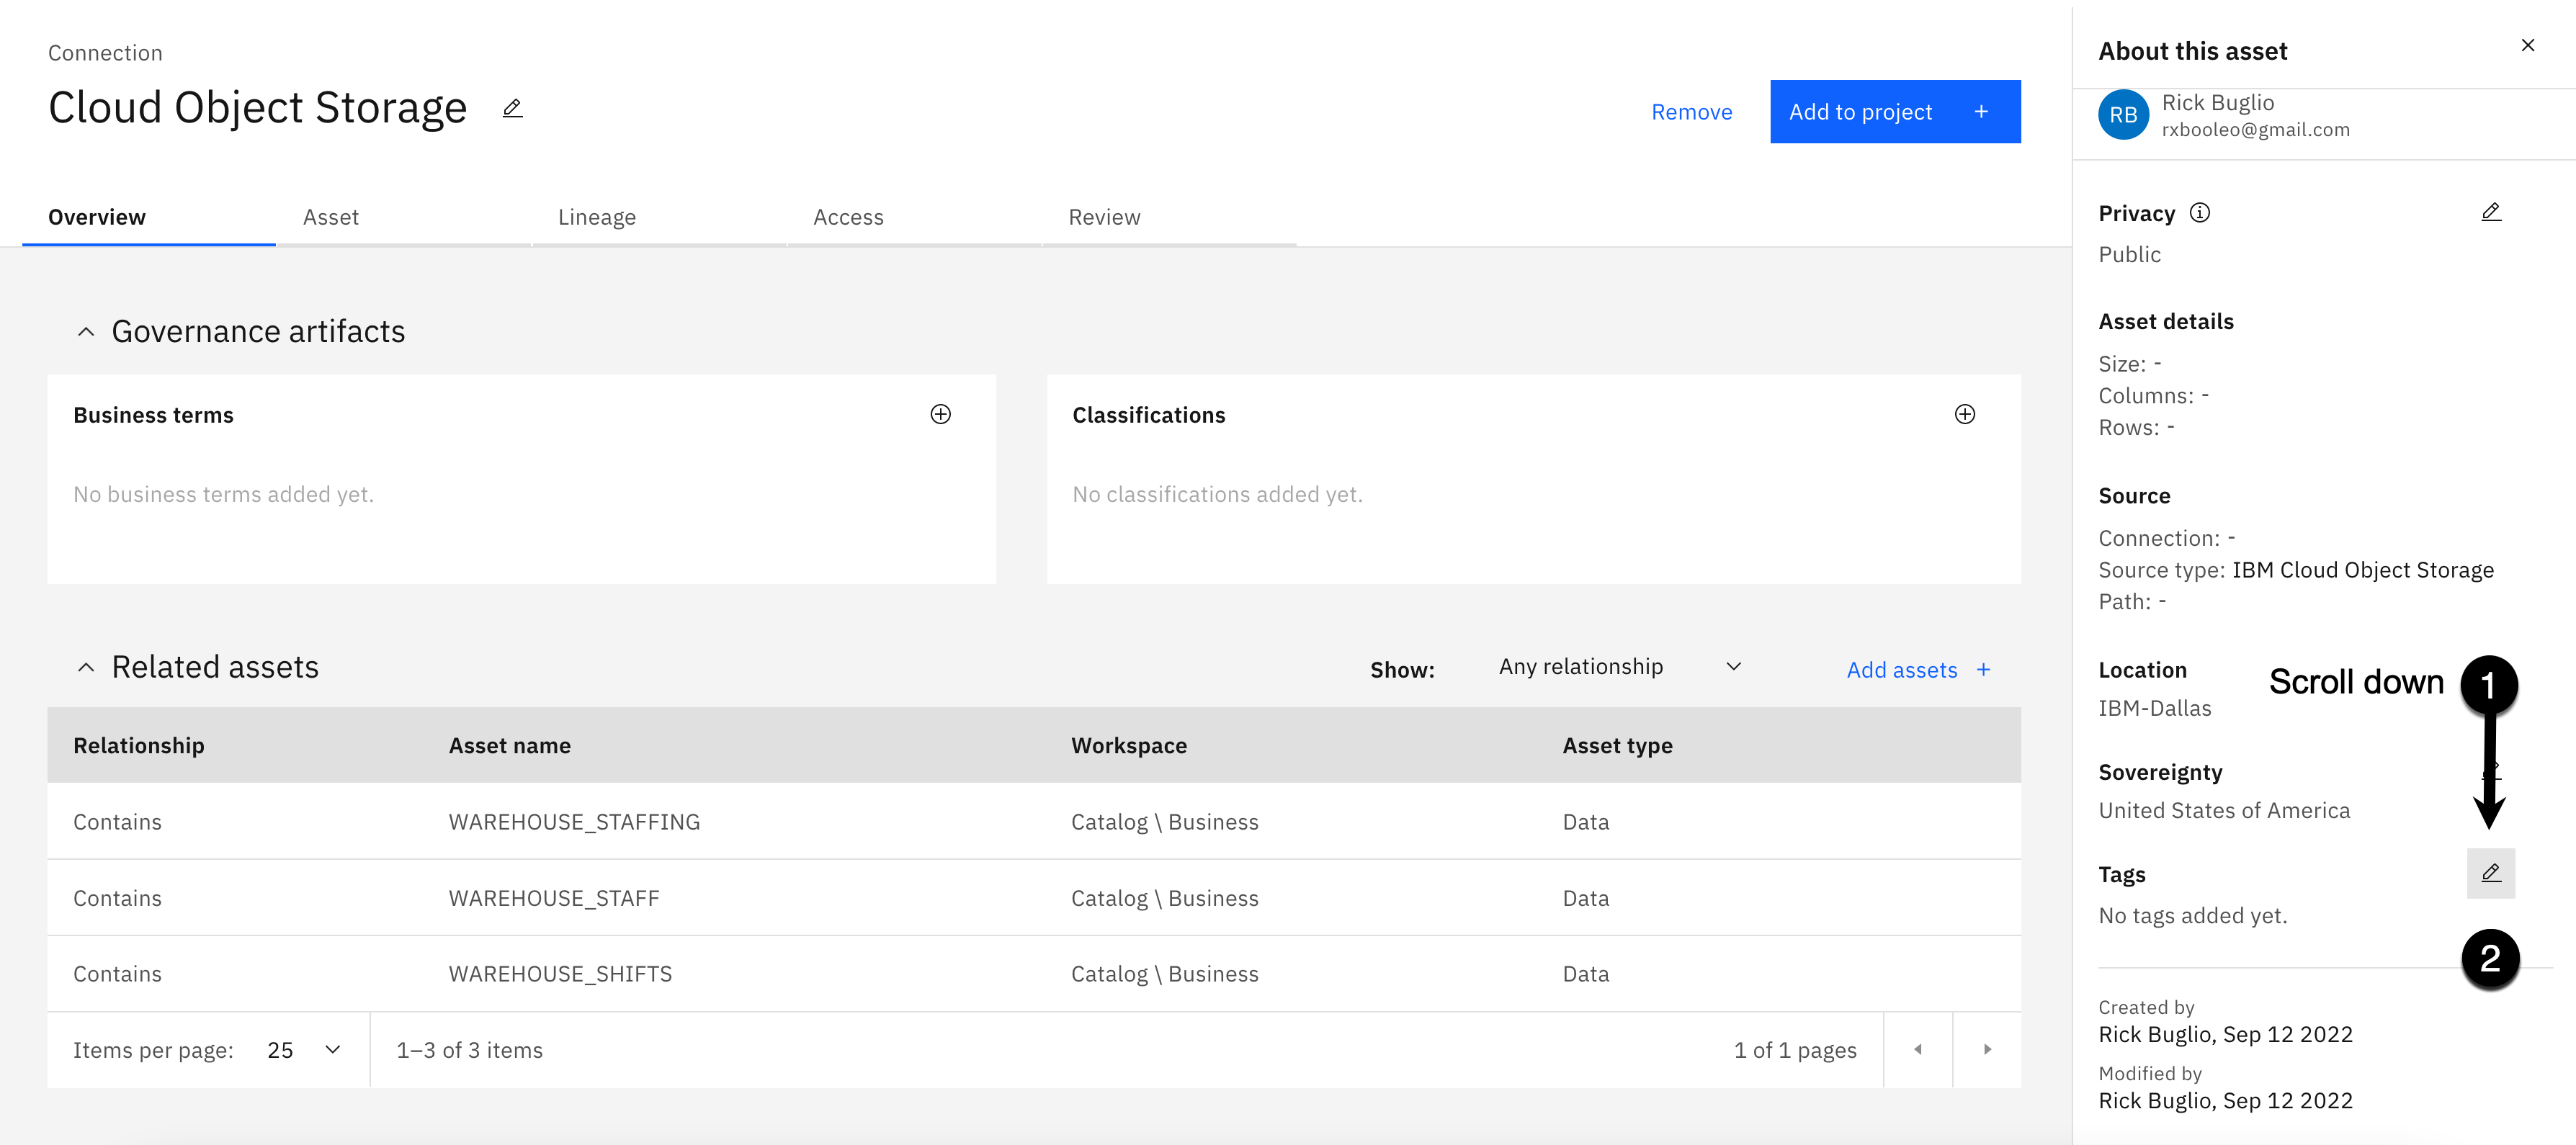 Connection
Cloud Object Storage
Remove
Add to project +
Overview
Asset
Lineage
Access
Review
Governance artifacts
Business terms
No business terms added yet.
Classifications
No classifications added yet.
Related assets
Show: Any relationship
Add assets +
Relationship Asset name Workspace Asset type
Contains WAREHOUSE_STAFFING Catalog \ Business Data
Contains WAREHOUSE_STAFF Catalog \ Business Data
Contains WAREHOUSE_SHIFTS Catalog \ Business Data
Items per page: 25 1–3 of 3 items 1 of 1 pages
About this asset
RB
Rick Buglio
rxbooleo@gmail.com
Privacy
Public
Asset details
Size: -
Columns: -
Rows: -
Source
Connection: -
Source type: IBM Cloud Object Storage
Path: -
Location
IBM-Dallas
Scroll down 1
Sovereignty
United States of America
Tags
No tags added yet.
2
Created by
Rick Buglio, Sep 12 2022
Modified by
Rick Buglio, Sep 12 2022